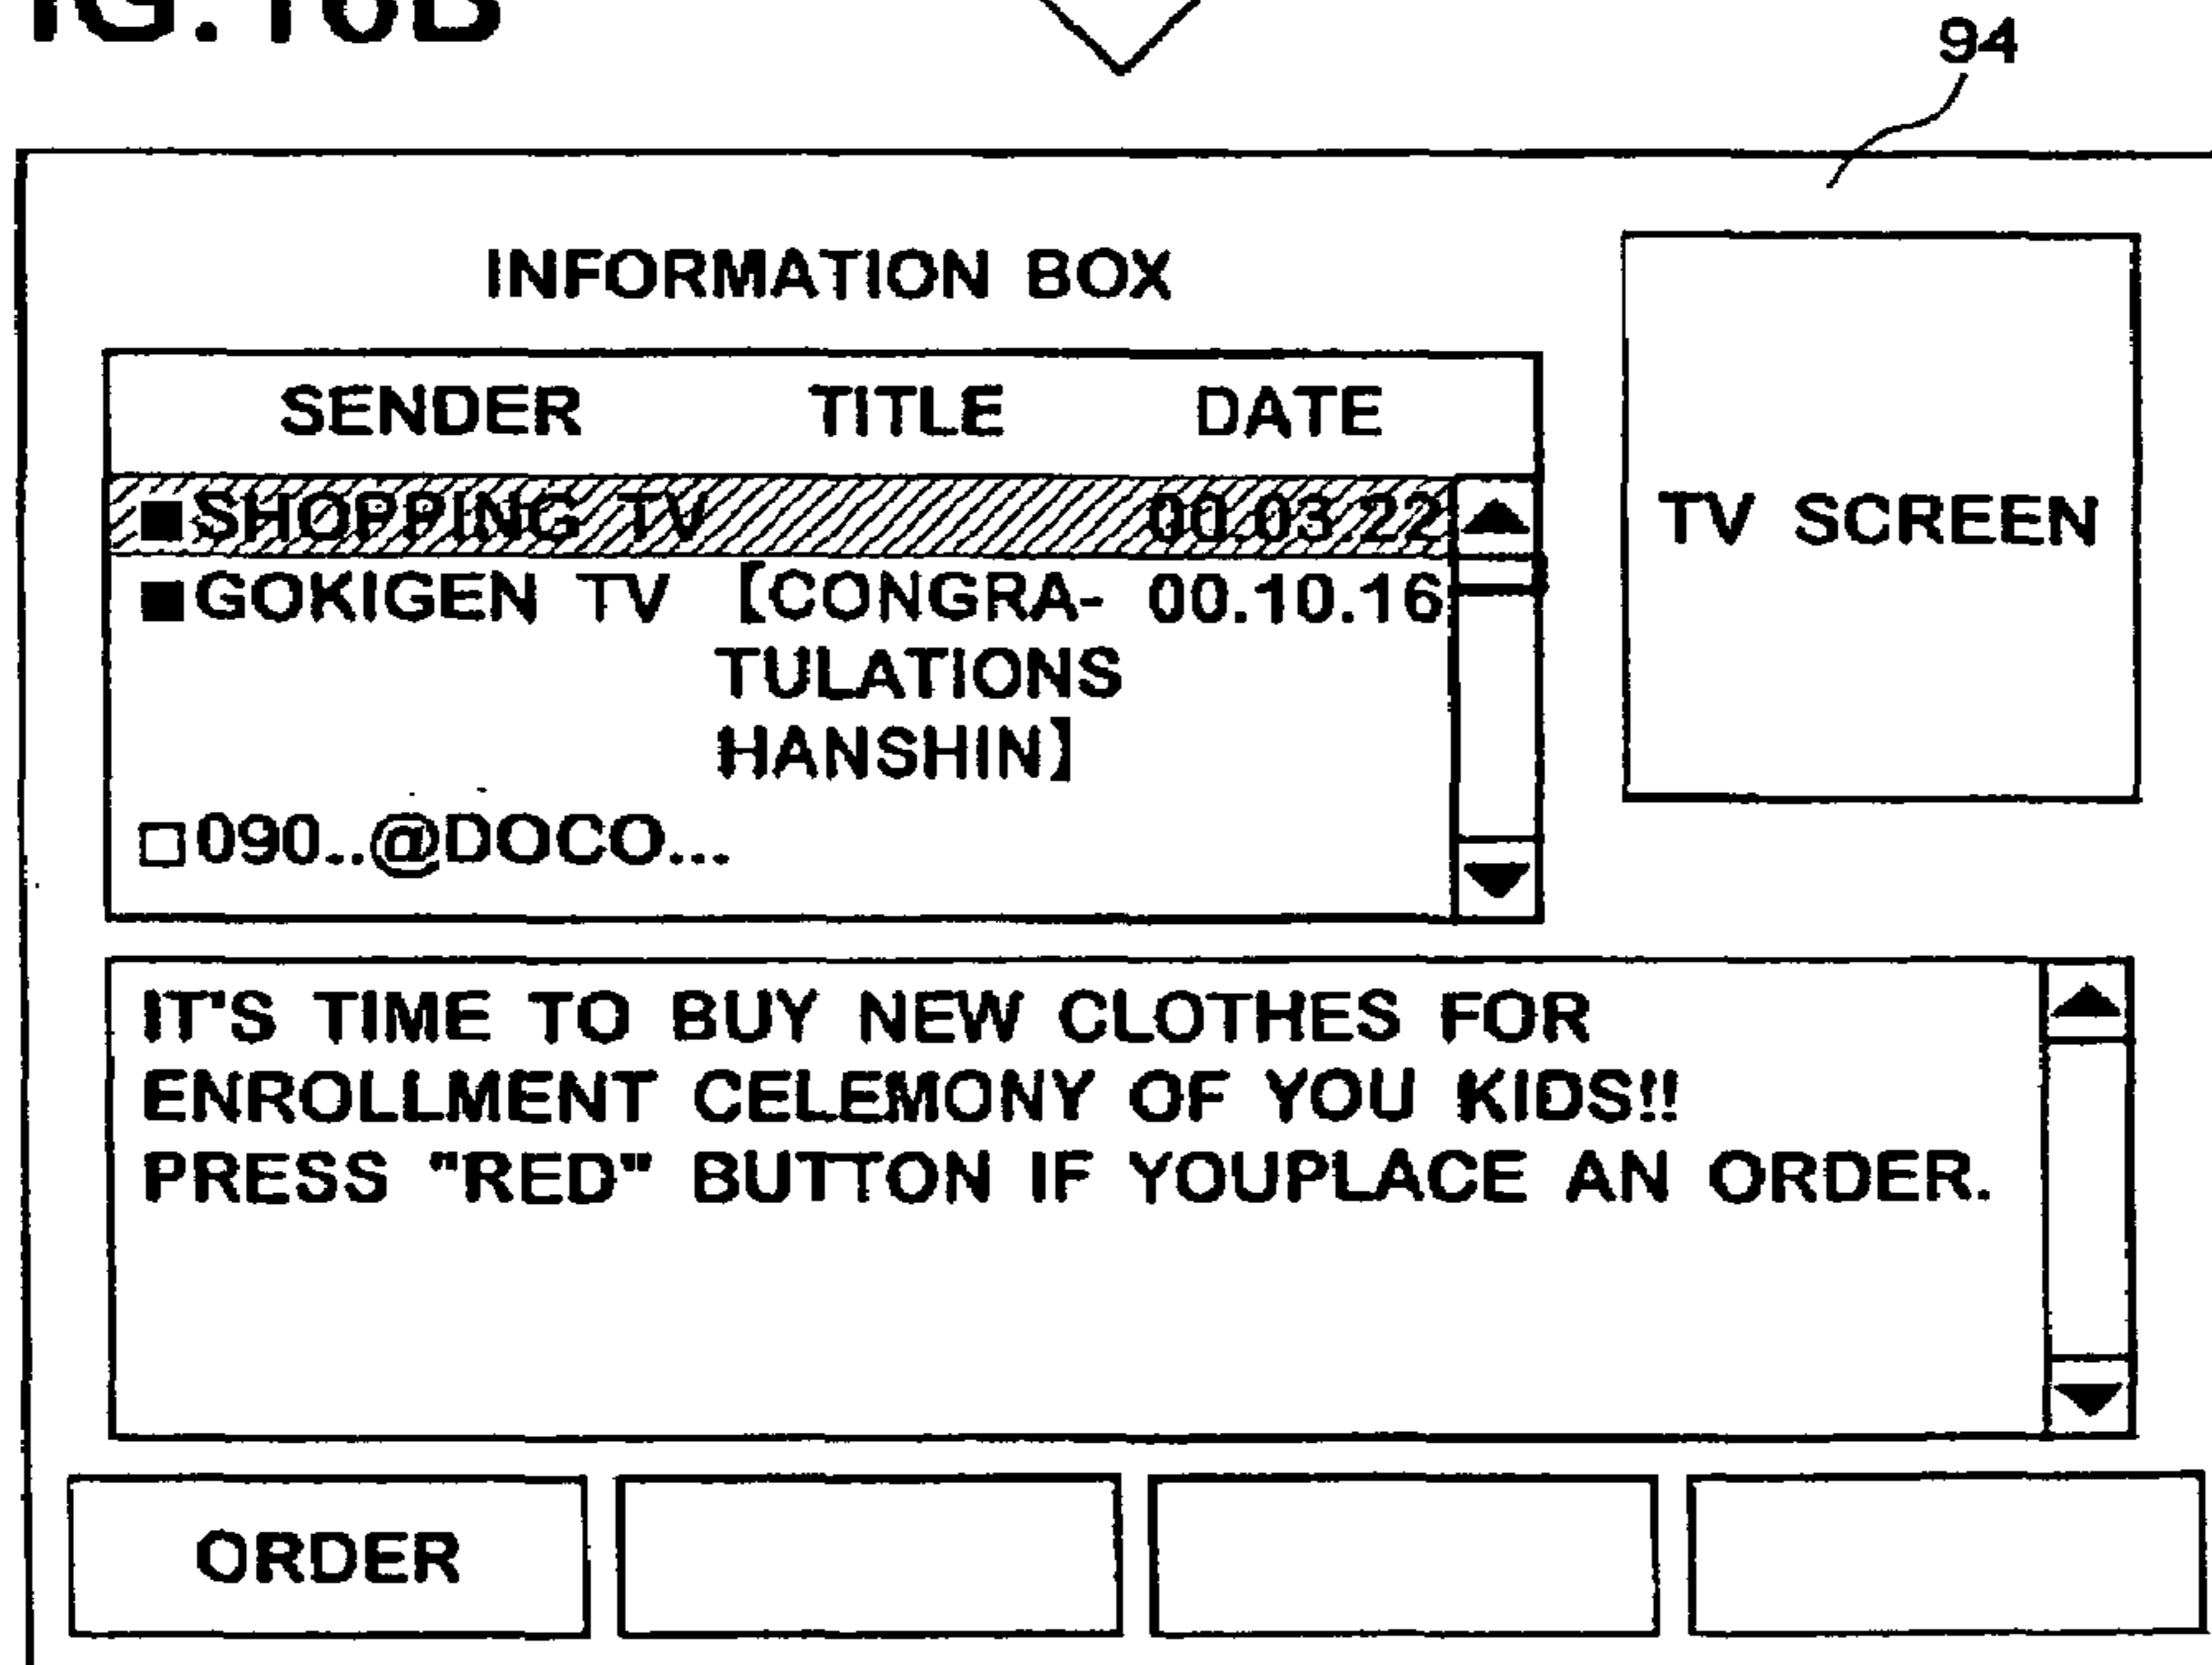 FIG.16B
94
INFORMATION BOX
SENDER TITLE DATE
■SHOPPING TV 00.03.22
■GOKIGEN TV 【CONGRA- 00.10.16
TULATIONS
HANSHIN】
□090..@DOCO...
TV SCREEN
IT'S TIME TO BUY NEW CLOTHES FOR
ENROLLMENT CELEMONY OF YOU KIDS!!
PRESS "RED" BUTTON IF YOUPLACE AN ORDER.
ORDER